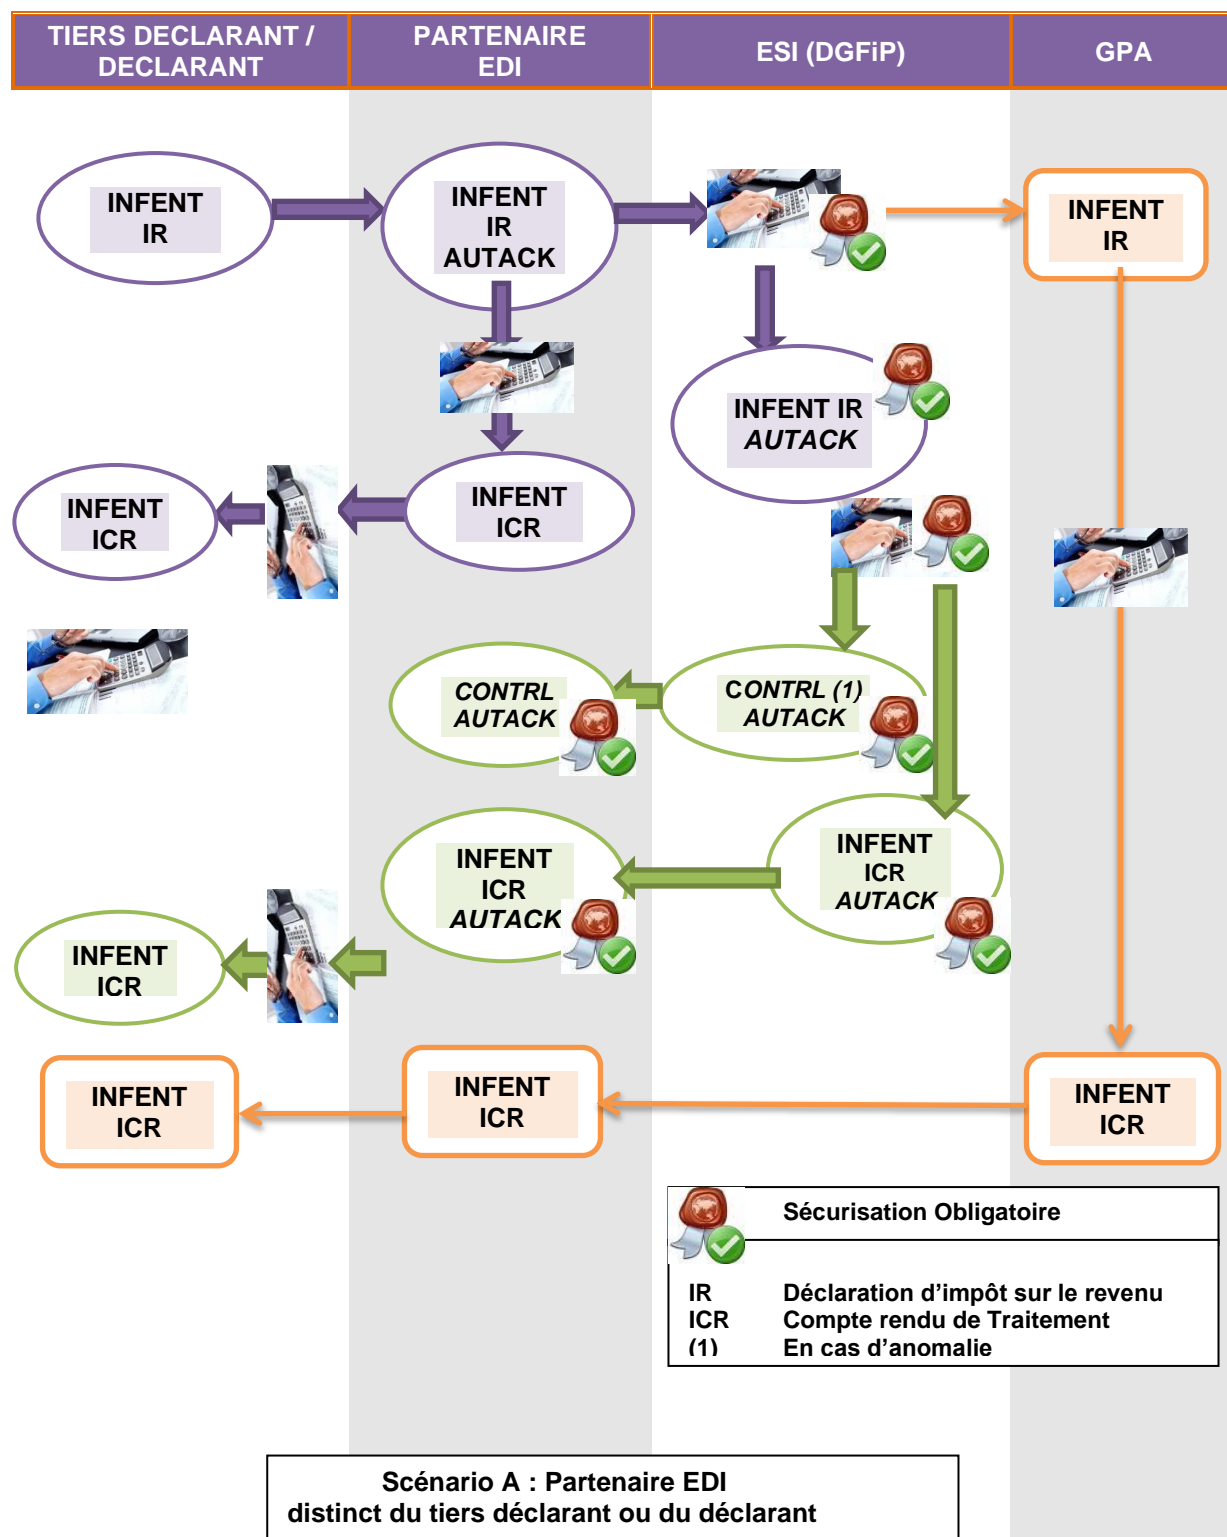 TIERS DECLARANT /
DECLARANT
PARTENAIRE
EDI
ESI (DGFiP)
GPA
INFENT
IR
INFENT
IR
AUTACK
INFENT
IR
INFENT IR
AUTACK
INFENT
ICR
INFENT
ICR
CONTRL
AUTACK
CONTRL (1)
AUTACK
INFENT
ICR
AUTACK
INFENT
ICR
AUTACK
INFENT
ICR
INFENT
ICR
INFENT
ICR
INFENT
ICR
Sécurisation Obligatoire
IR Déclaration d'impôt sur le revenu
ICR Compte rendu de Traitement
(1) En cas d'anomalie
Scénario A : Partenaire EDI
distinct du tiers déclarant ou du déclarant